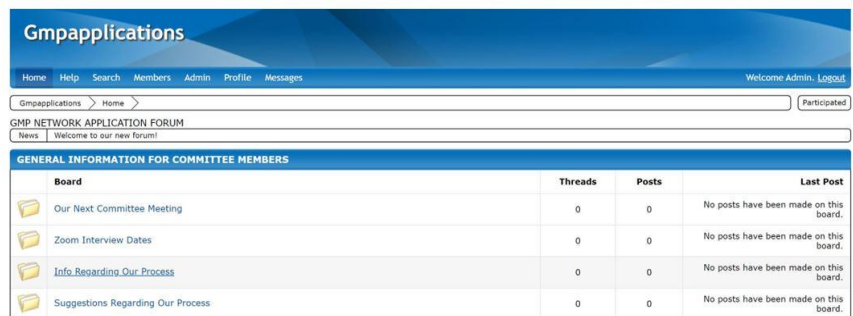 Gmpapplications
Home Help Search Members Admin Profile Messages Welcome Admin. Logout
Gmpapplications Home Participated
GMP NETWORK APPLICATION FORUM
News Welcome to our new forum!
GENERAL INFORMATION FOR COMMITTEE MEMBERS
Board Threads Posts Last Post
Our Next Committee Meeting 0 0 No posts have been made on this
board.
Zoom Interview Dates 0 0 No posts have been made on this
board.
Info Regarding Our Process 0 0 No posts have been made on this
board.
Suggestions Regarding Our Process 0 0 No posts have been made on this
board.